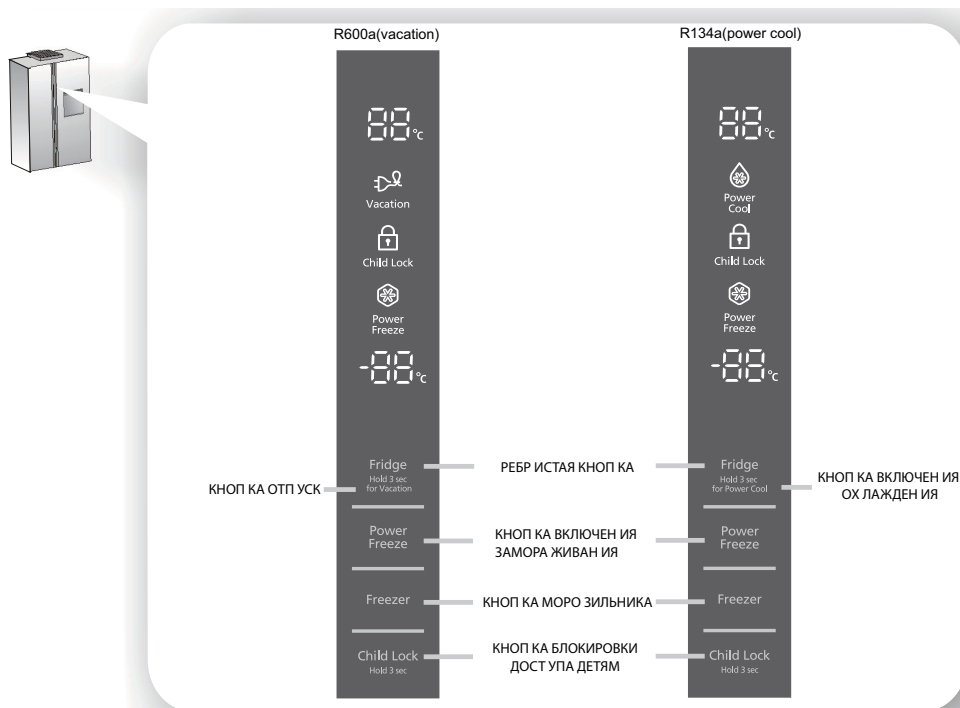 R600a(vacation)
R134a(power cool)
88°c
Vacation
Child Lock
Power
Freeze
-88°c
Fridge
Hold 3 sec
for Vacation
Power
Freeze
Freezer
Child Lock
Hold 3 sec
КНОП КА ОТП УСК
РЕБР ИСТАЯ КНОП КА
КНОП КА ВКЛЮЧЕН ИЯ
ЗАМОРА ЖИВАН ИЯ
КНОП КА МОРО ЗИЛЬНИКА
КНОП КА БЛОКИРОВКИ
ДОСТ УПА ДЕТЯМ
88°c
Power
Cool
Child Lock
Power
Freeze
-88°c
Fridge
Hold 3 sec
for Power Cool
Power
Freeze
Freezer
Child Lock
Hold 3 sec
КНОП КА ВКЛЮЧЕН ИЯ
ОХ ЛАЖДЕН ИЯ